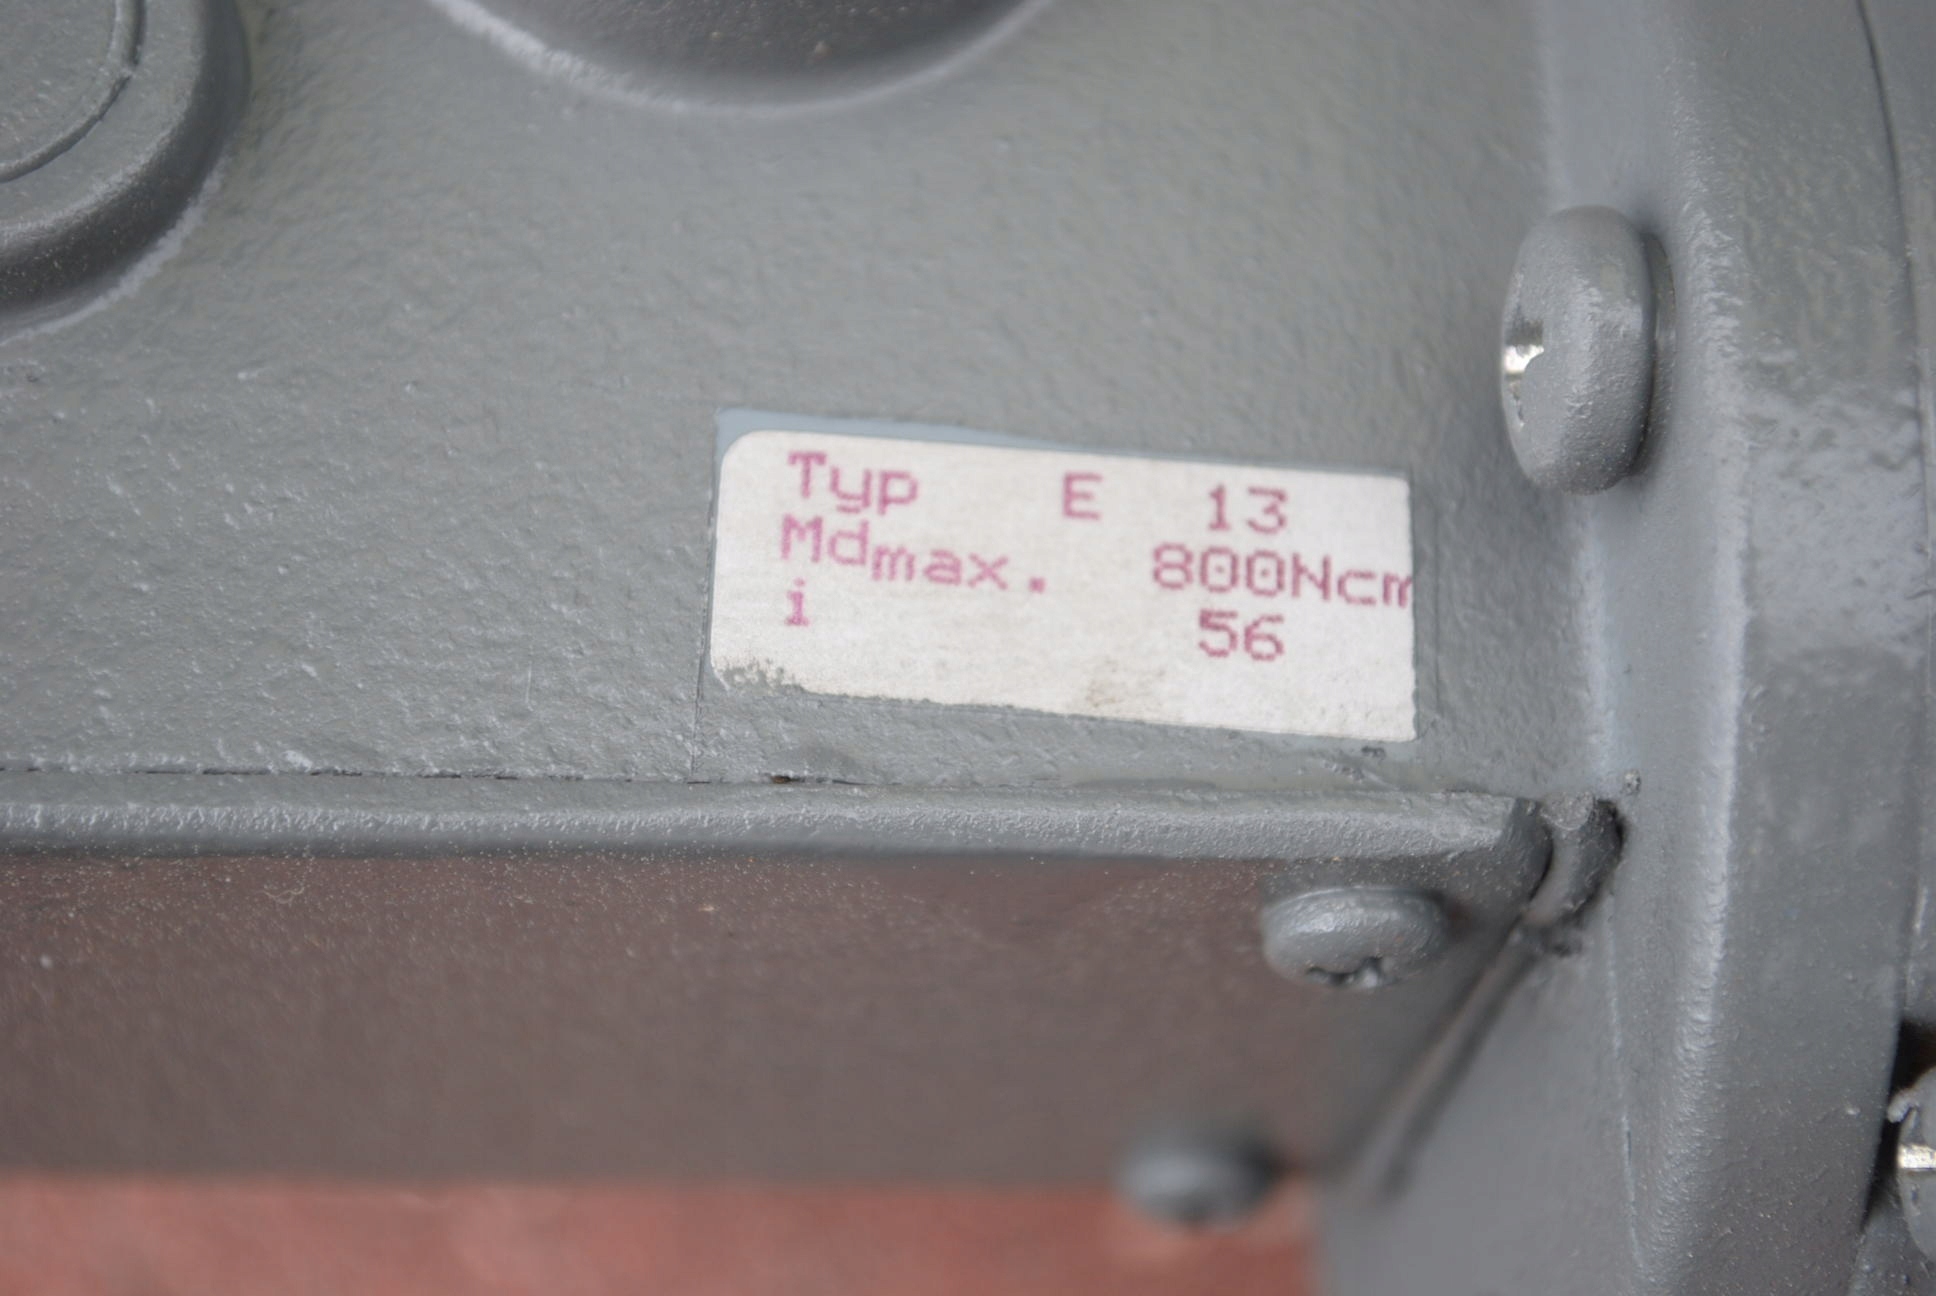 Typ E 13
Mdmax. 800Ncm
i 56